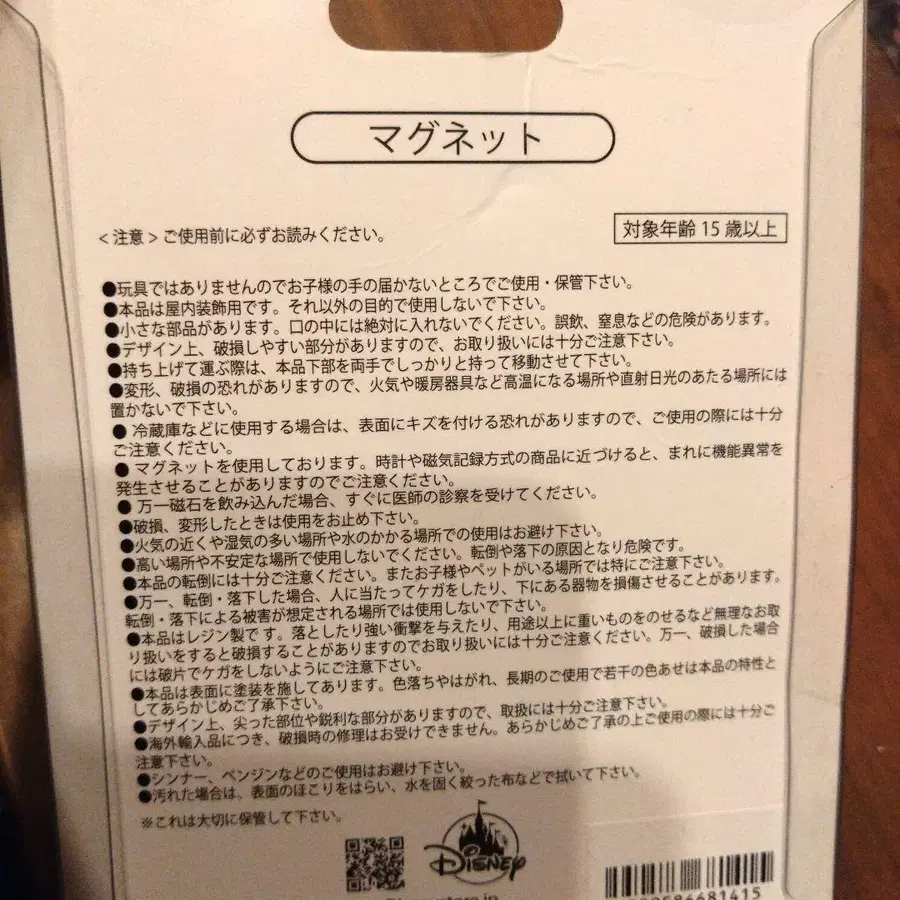 マグネット
<注意>ご使用前に必ずお読みください。
対象年齢 15 歳以上
●玩具ではありませんのでお子様の手の届かないところでご使用・保管下さい。
●本品は屋内装飾用です。それ以外の目的で使用しないで下さい。
●小さな部品があります。口の中には絶対に入れないでください。誤飲、窒息などの危険があります。
●デザイン上、破損しやすい部分がありますので、お取り扱いには十分ご注意下さい。
●持ち上げて運ぶ際は、本品下部を両手でしっかりと持って移動させて下さい。
●変形、破損の恐れがありますので、火気や暖房器具など高温になる場所や直射日光のあたる場所には
置かないで下さい。
● 冷蔵庫などに使用する場合は、表面にキズを付ける恐れがありますので、ご使用の際には十分
ご注意ください。
● マグネットを使用しております。時計や磁気記録方式の商品に近づけると、まれに機能異常を
発生させることがありますのでご注意ください。
● 万一磁石を飲み込んだ場合、すぐに医師の診察を受けてください。
●破損、変形したときは使用をお止め下さい。
●火気の近くや湿気の多い場所や水のかかる場所での使用はお避け下さい。
●高い場所や不安定な場所で使用しないでください。転倒や落下の原因となり危険です。
●本品の転倒には十分ご注意ください。またお子様やペットがいる場所では特にご注意下さい。
●万一、転倒・落下した場合、人に当たってケガをしたり、下にある器物を損傷させることがあります。
転倒・落下による被害が想定される場所では使用しないで下さい。
●本品はレジン製です。落としたり強い衝撃を与えたり、用途以上に重いものをのせるなど無理なお取
り扱いをすると破損することがありますのでお取り扱いには十分ご注意ください。万一、破損した場合
には破片でケガをしないようにご注意下さい。
●本品は表面に塗装を施してあります。色落ちやはがれ、長期のご使用で若干の色あせは本品の特性と
してあらかじめご了承下さい。
●デザイン上、尖った部位や鋭利な部分がありますので、取扱には十分ご注意下さい。
●海外輸入品につき、破損時の修理はお受けできません。あらかじめご了承の上ご使用の際には十分ご
注意下さい。
●シンナー、ベンジンなどのご使用はお避け下さい。
●汚れた場合は、表面のほこりをはらい、水を固く絞った布などで拭いて下さい。
※これは大切に保管して下さい。
Disney